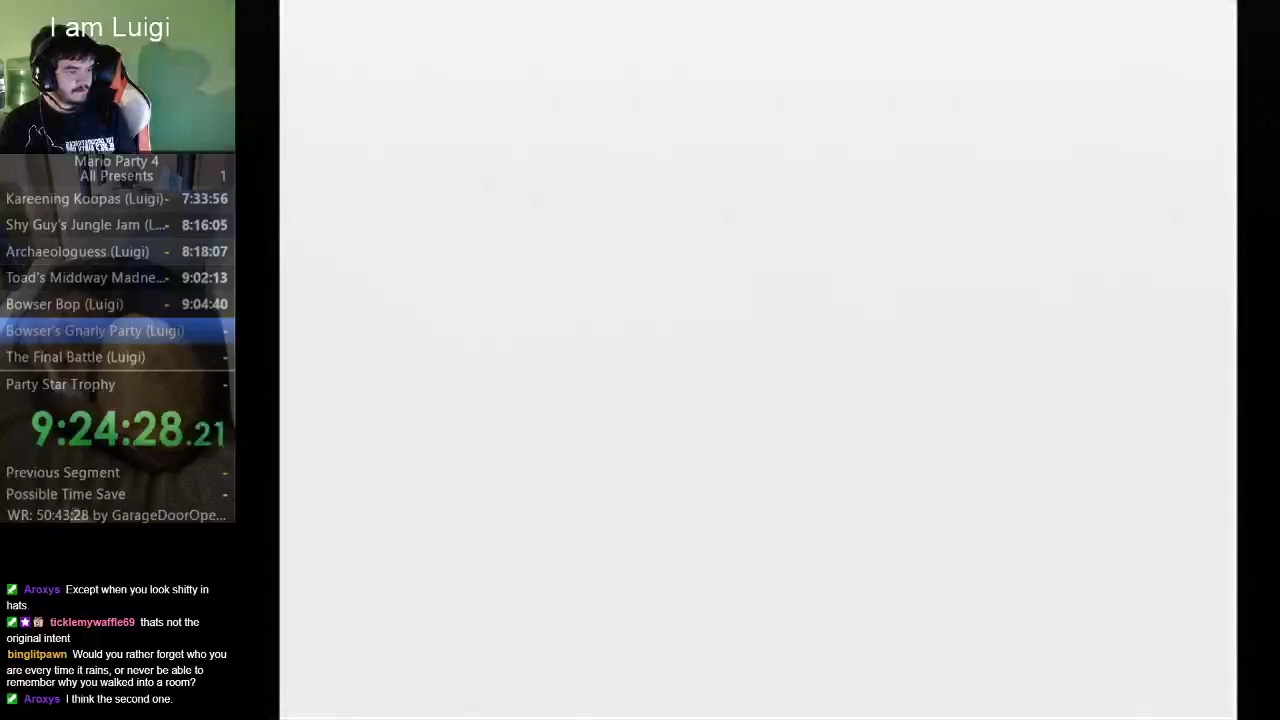 I am Luigi
Mario Party 4
All Presents 1
Kareening Koopas (Luigi)- 7:33:56
Shy Guy's Jungle Jam (L...- 8:16:05
Archaeologuess (Luigi) - 8:18:07
Toad's Middway Madne...- 9:02:13
Bowser Bop (Luigi) - 9:04:40
Bowser's Gnarly Party (Luigi) -
The Final Battle (Luigi) -
Party Star Trophy -
9:24:28.21
Previous Segment -
Possible Time Save -
WR: 50:43:28 by GarageDoorOpe...
Aroxys Except when you look shitty in
hats.
ticklemywaffle69 thats not the
original intent
binglitpawn Would you rather forget who you
are every time it rains, or never be able to
remember why you walked into a room?
Aroxys I think the second one.